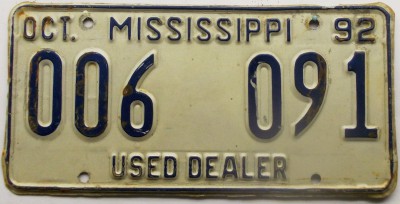 OCT. MISSISSIPPI 92
006 091
USED DEALER